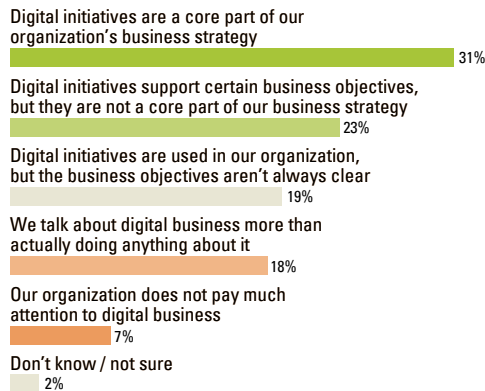 Digital initiatives are a core part of our
organization’s business strategy
31%
Digital initiatives support certain business objectives,
but they are not a core part of our business strategy
23%
Digital initiatives are used in our organization,
but the business objectives aren’t always clear
19%
We talk about digital business more than
actually doing anything about it
18%
Our organization does not pay much
attention to digital business
7%
Don’t know / not sure
2%